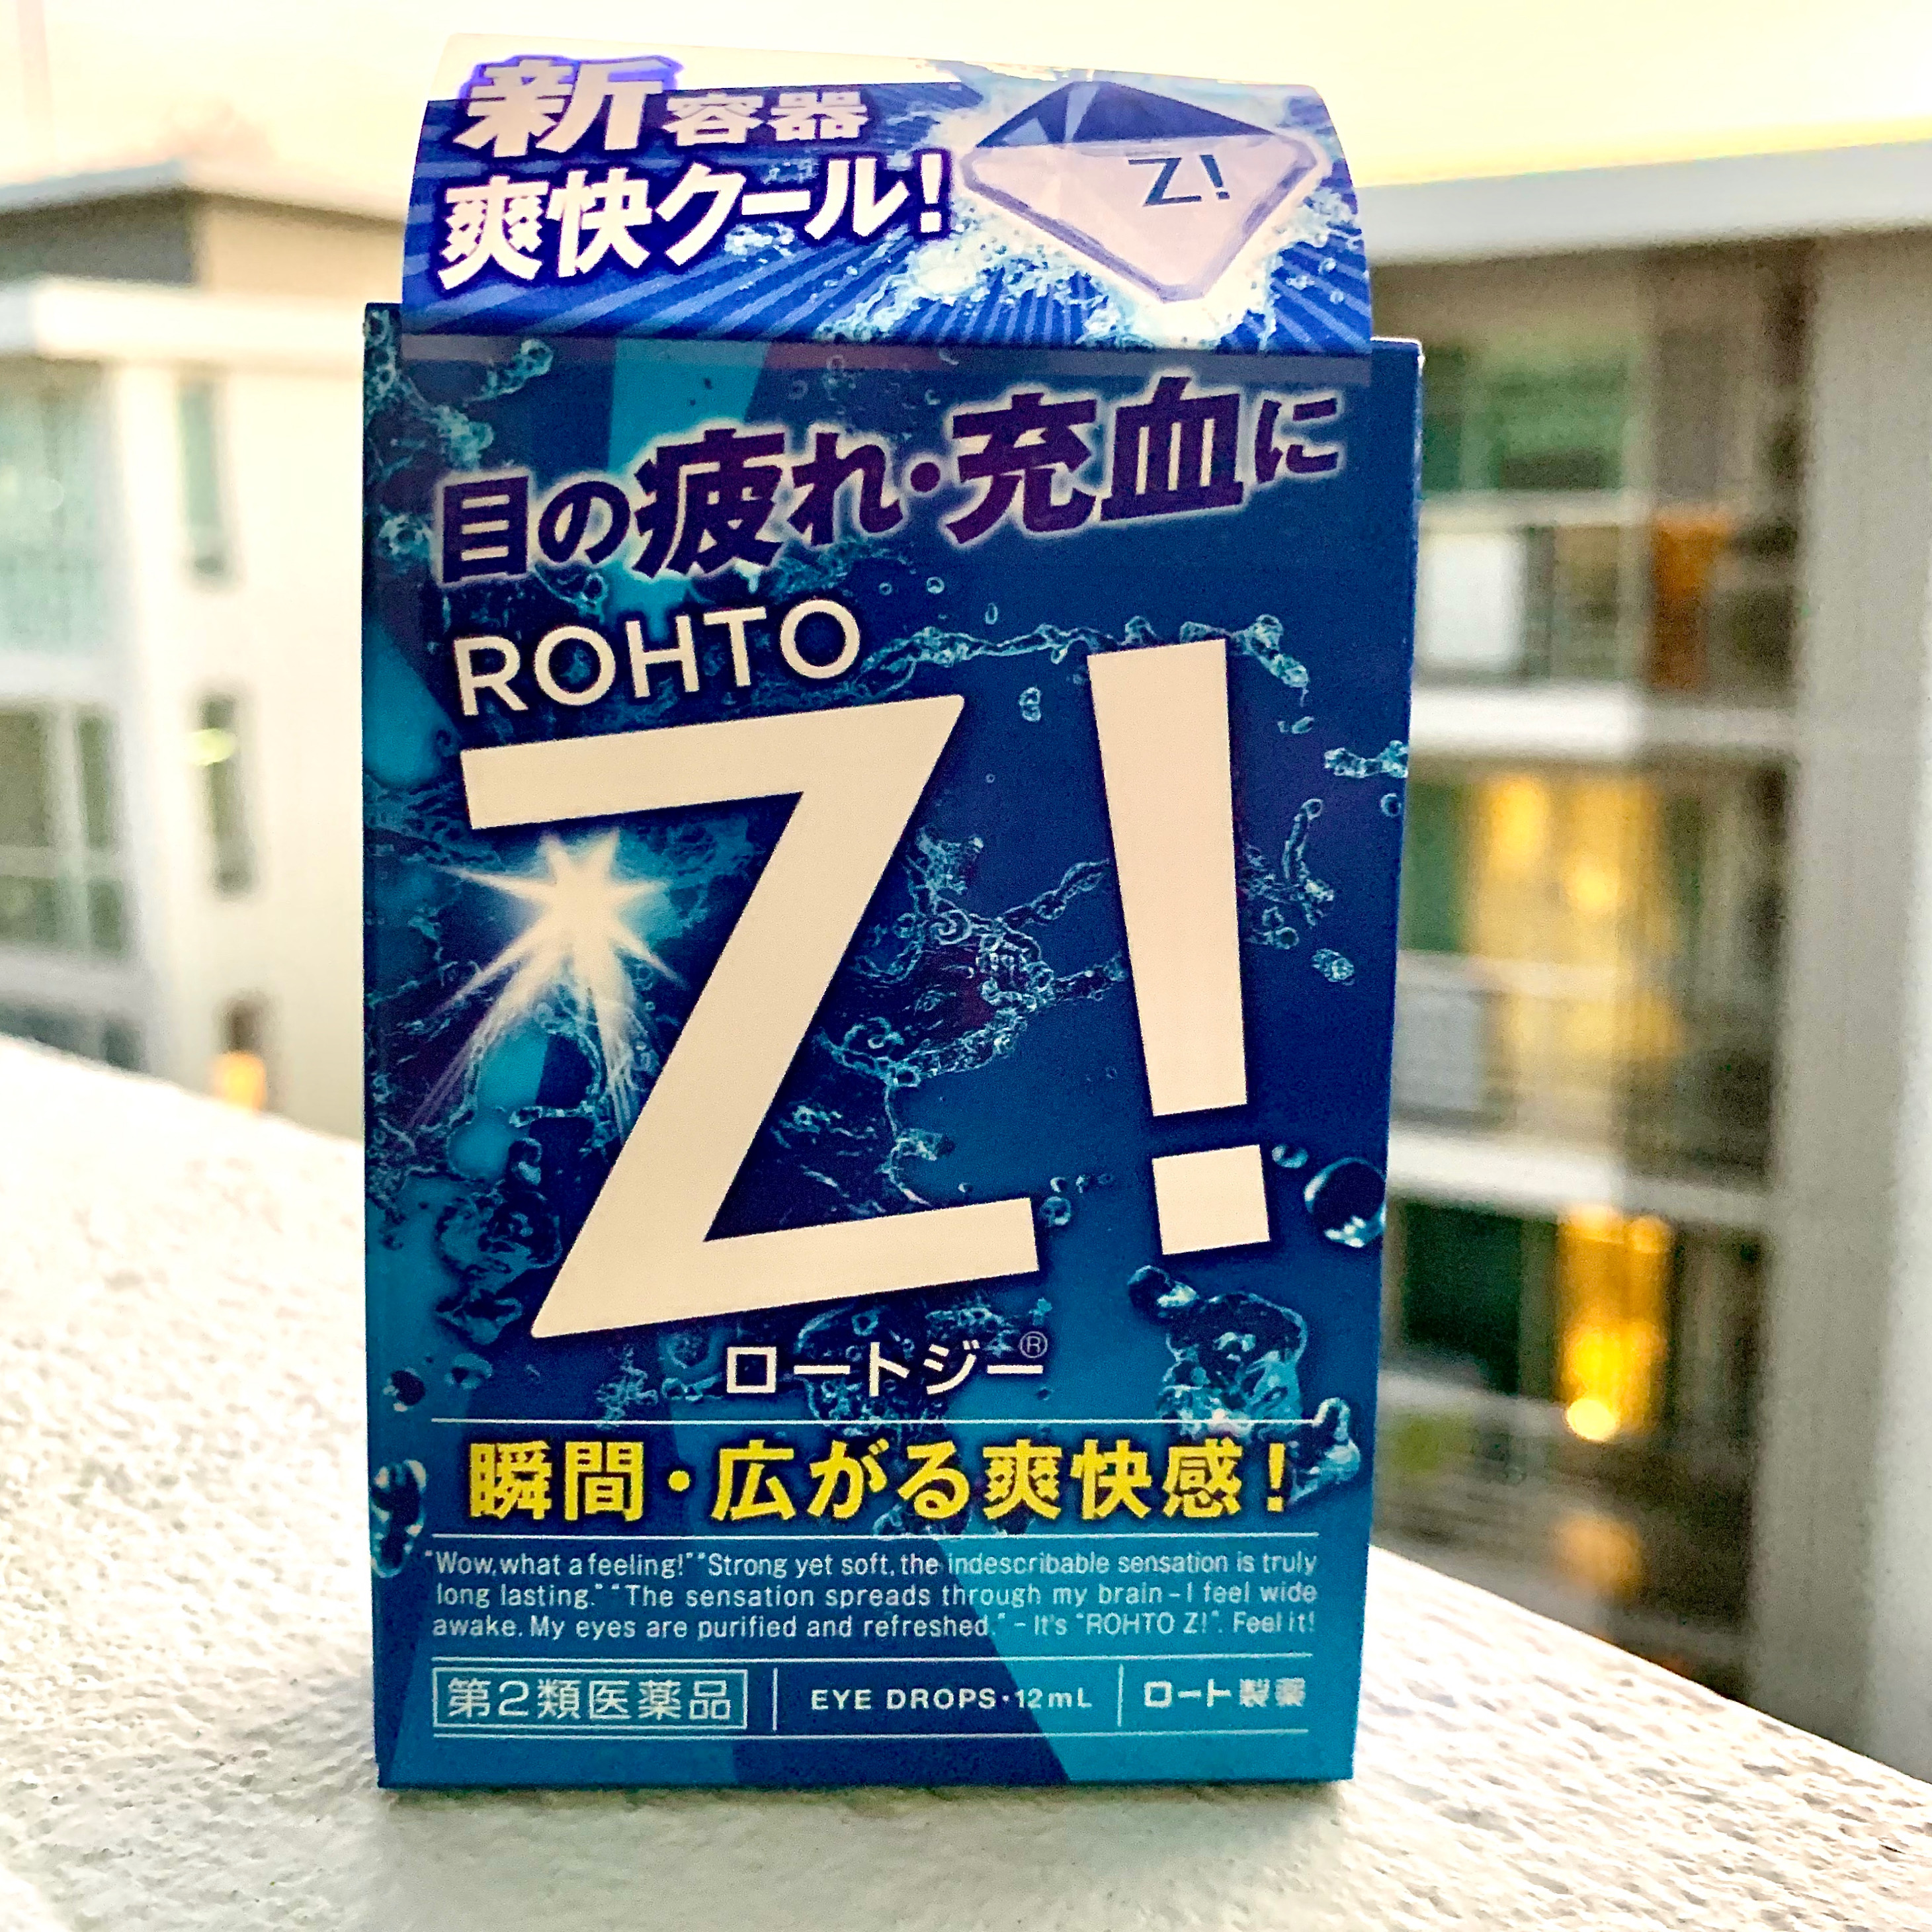 新容器
爽快クール!
Z!
目の疲れ・充血に
ROHTO
Z!
ロートジー®
瞬間・広がる爽快感!
"Wow, what a feeling!" "Strong yet soft, the indescribable sensation is truly
long lasting." "The sensation spreads through my brain – I feel wide
awake. My eyes are purified and refreshed." – It's "ROHTO Z!". Feel it!
第2類医薬品 EYE DROPS・12mL ロート製薬